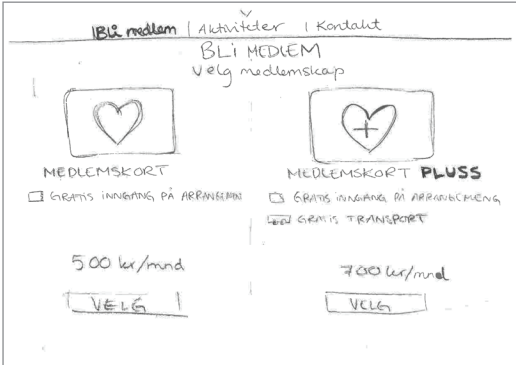 Bli medlem | Aktiviteter | Kontakt
BLI MEDLEM
Velg medlemskap
MEDLEMSKORT
GRATIS INNGANG PÅ ARRANGEMEN
500 kr/mnd
VELG
MEDLEMSKORT PLUSS
GRATIS INNGANG PÅ ARRANGEMENG
GRATIS TRANSPORT
700 kr/mnd
VELG